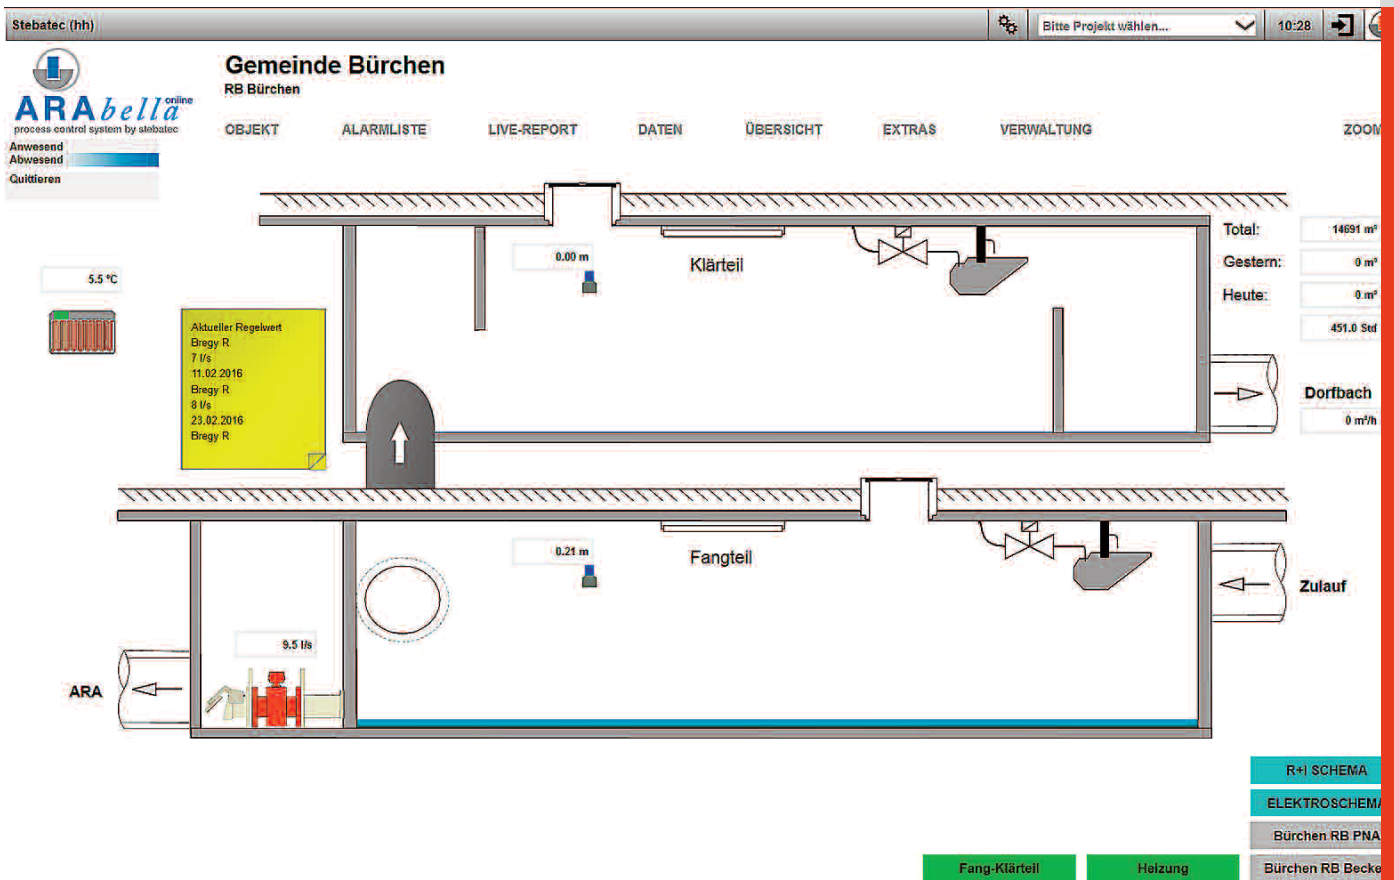 Stebatec (hh)
Bitte Projekt wählen...
10:28
ARAbella online
process control system by stebatec
Gemeinde Bürchen
RB Bürchen
OBJEKT
ALARMLISTE
LIVE-REPORT
DATEN
ÜBERSICHT
EXTRAS
VERWALTUNG
ZOOM
Anwesend
Abwesend
Quittieren
5.5 °C
0.00 m
Klärteil
Total:
14691 m³
Gestern:
0 m³
Heute:
0 m³
451.0 Std
Aktueller Regelwert
Bregy R
7 l/s
11.02.2016
Bregy R
8 l/s
23.02.2016
Bregy R
Dorfbach
0 m³/h
0.21 m
Fangteil
Zulauf
9.5 l/s
ARA
R+I SCHEMA
ELEKTROSCHEMA
Bürchen RB PNA
Fang-Klärteil
Heizung
Bürchen RB Becke